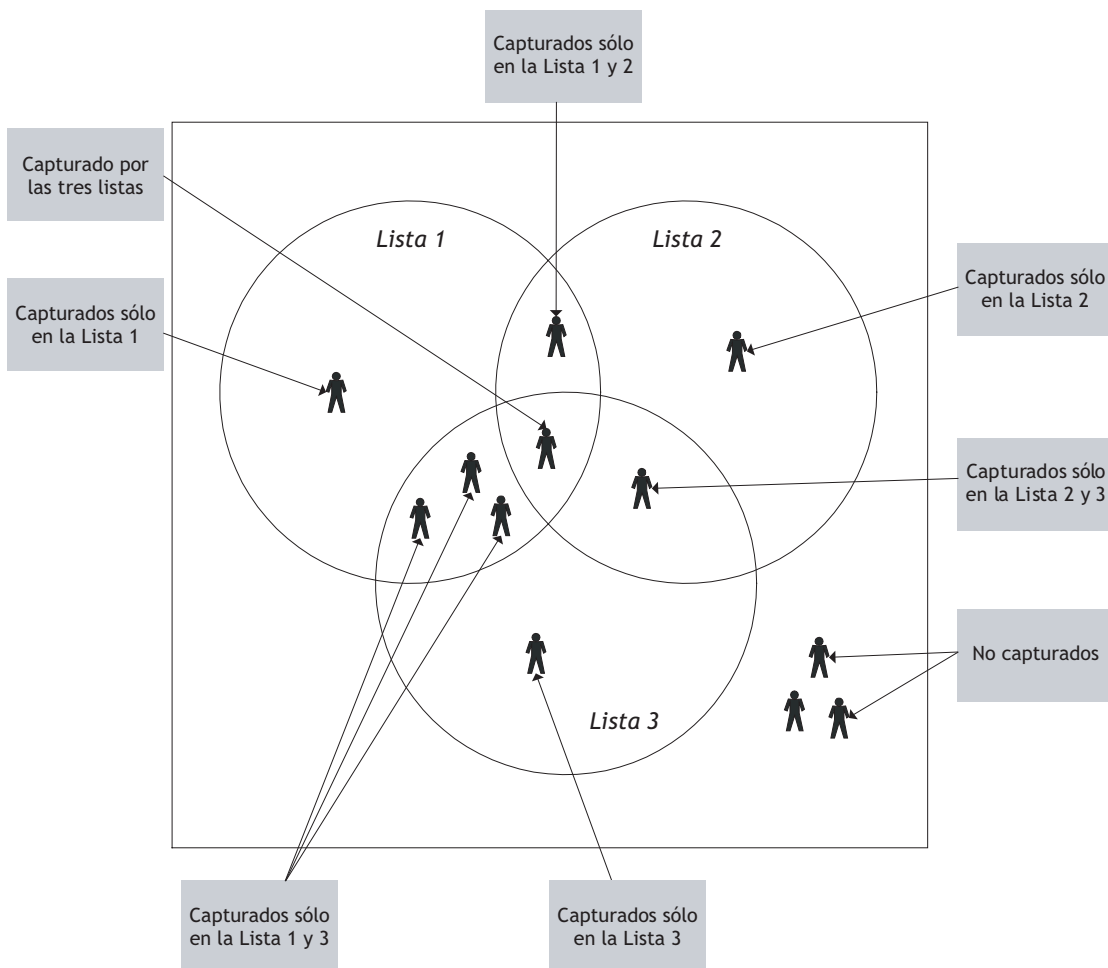 Capturados sólo
en la Lista 1 y 2
Capturado por
las tres listas
Lista 1
Lista 2
Capturados sólo
en la Lista 2
Capturados sólo
en la Lista 1
Capturados sólo
en la Lista 2 y 3
No capturados
Lista 3
Capturados sólo
en la Lista 1 y 3
Capturados sólo
en la Lista 3